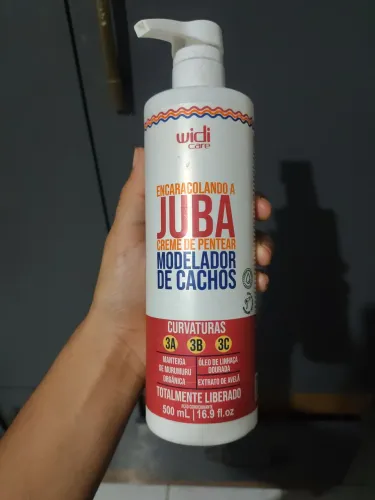 widi
care
ENCARACOLANDO A
JUBA
CREME DE PENTEAR
MODELADOR
DE CACHOS
CURVATURAS
3A 3B 3C
MANTEIGA
DE MURUMURU
ORGÂNICA
ÓLEO DE LINHAÇA
DOURADA
EXTRATO DE AVELÃ
TOTALMENTE LIBERADO
500 mL | 16.9 fl.oz